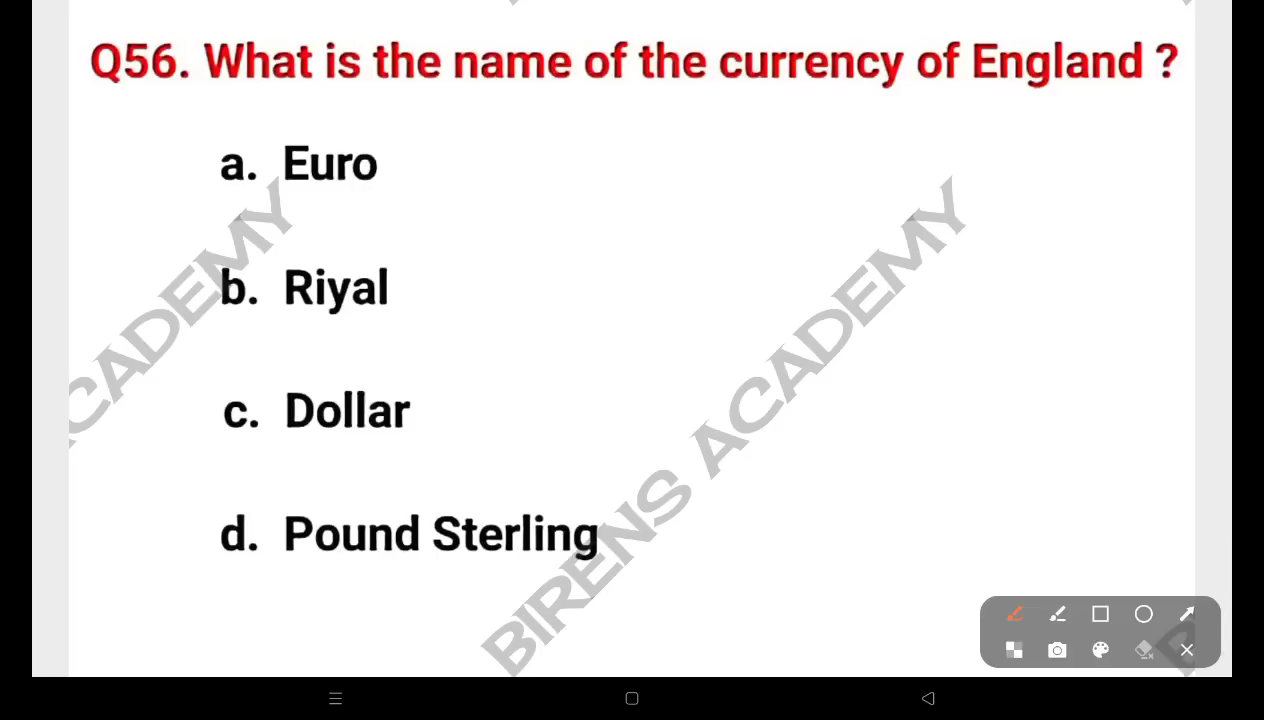 Q56. What is the name of the currency of England ?
a. Euro
b. Riyal
c. Dollar
d. Pound Sterling
CADEMY
BIRENS ACADEMY